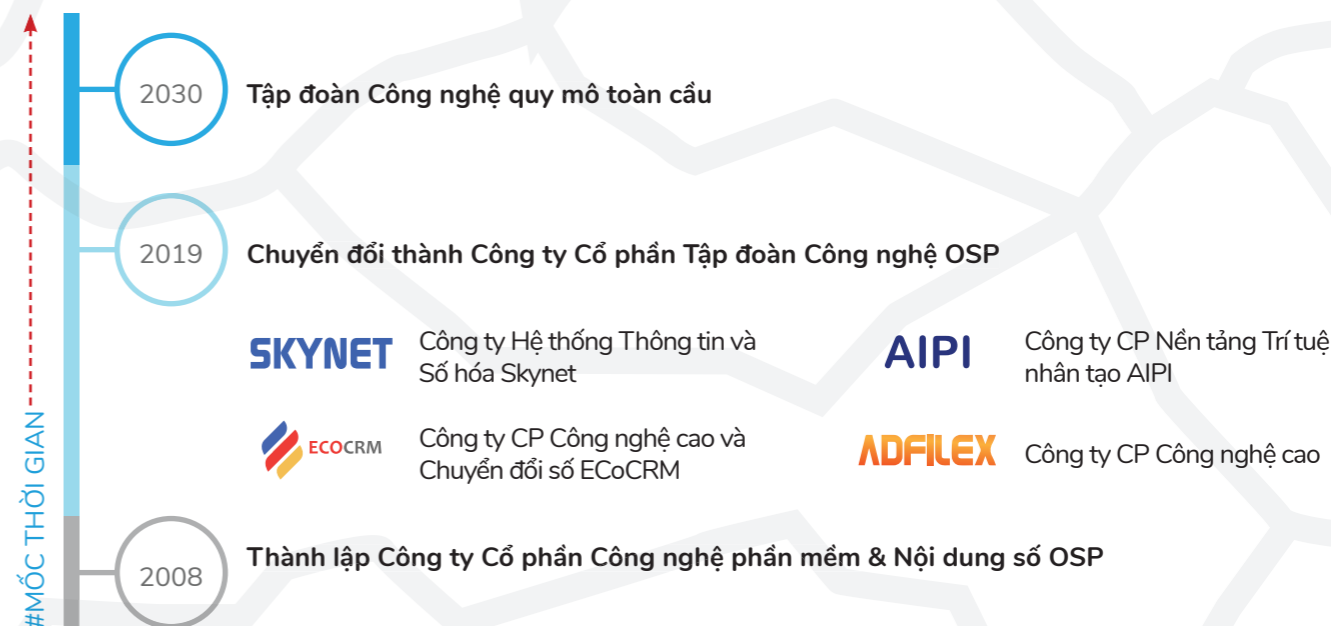 2030
Tập đoàn Công nghệ quy mô toàn cầu
2019
Chuyển đổi thành Công ty Cổ phần Tập đoàn Công nghệ OSP
SKYNET
Công ty Hệ thống Thông tin và
Số hóa Skynet
AIPI
Công ty CP Nền tảng Trí tuệ
nhân tạo AIPI
ECOCRM
Công ty CP Công nghệ cao và
Chuyển đổi số ECoCRM
ADFILEX
Công ty CP Công nghệ cao
2008
Thành lập Công ty Cổ phần Công nghệ phần mềm & Nội dung số OSP
#MỐC THỜI GIAN